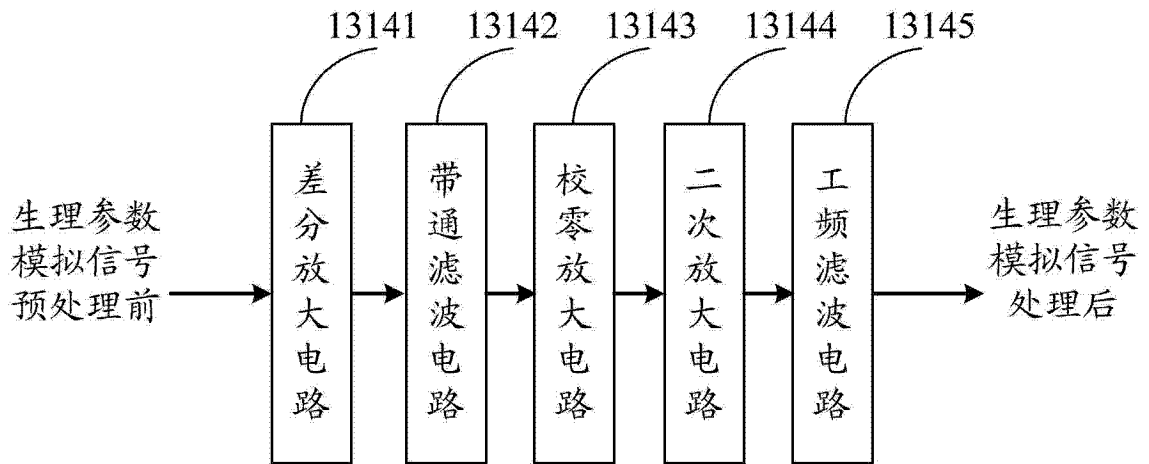 13141
13142
13143
13144
13145
生理参数
模拟信号
预处理前
差分放大电路
带通滤波电路
校零放大电路
二次放大电路
工频滤波电路
生理参数
模拟信号
处理后